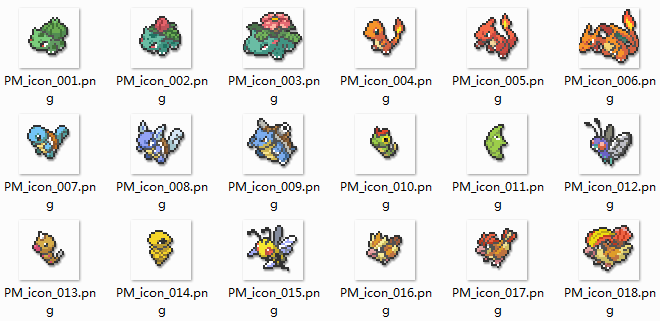 PM_icon_001.pn PM_icon_002.pn PM_icon_003.pn PM_icon_004.pn PM_icon_005.pn PM_icon_006.pn
g g g g g g
PM_icon_007.pn PM_icon_008.pn PM_icon_009.pn PM_icon_010.pn PM_icon_011.pn PM_icon_012.pn
g g g g g g
PM_icon_013.pn PM_icon_014.pn PM_icon_015.pn PM_icon_016.pn PM_icon_017.pn PM_icon_018.pn
g g g g g g